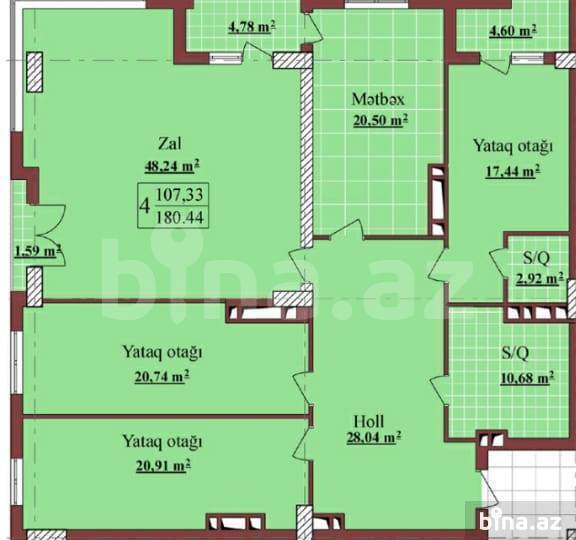 4.78 m²
4.60 m²
Mətbəx
20,50 m²
Zal
48,24 m²
Yataq otağı
17,44 m²
4 107,33
180.44
1.59 m²
S/Q
2,92 m²
bina.az
Yataq otağı
20,74 m²
S/Q
10,68 m²
Holl
28,04 m²
Yataq otağı
20,91 m²
bina.az